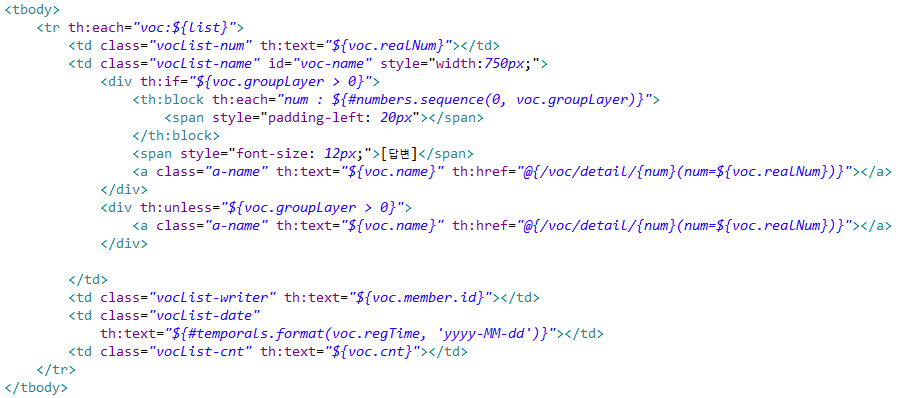 <tbody>
<tr th:each="voc:${list}">
<td class="vocList-num" th:text="${voc.realNum}"></td>
<td class="vocList-name" id="voc-name" style="width:750px;">
<div th:if="${voc.groupLayer > 0}">
<th:block th:each="num : ${#numbers.sequence(0, voc.groupLayer)}">
<span style="padding-left: 20px"></span>
</th:block>
<span style="font-size: 12px;">[답변]</span>
<a class="a-name" th:text="${voc.name}" th:href="@{/voc/detail/{num}(num=${voc.realNum})}"></a>
</div>
<div th:unless="${voc.groupLayer > 0}">
<a class="a-name" th:text="${voc.name}" th:href="@{/voc/detail/{num}(num=${voc.realNum})}"></a>
</div>
</td>
<td class="vocList-writer" th:text="${voc.member.id}"></td>
<td class="vocList-date"
th:text="${#temporals.format(voc.regTime, 'yyyy-MM-dd')}"></td>
<td class="vocList-cnt" th:text="${voc.cnt}"></td>
</tr>
</tbody>